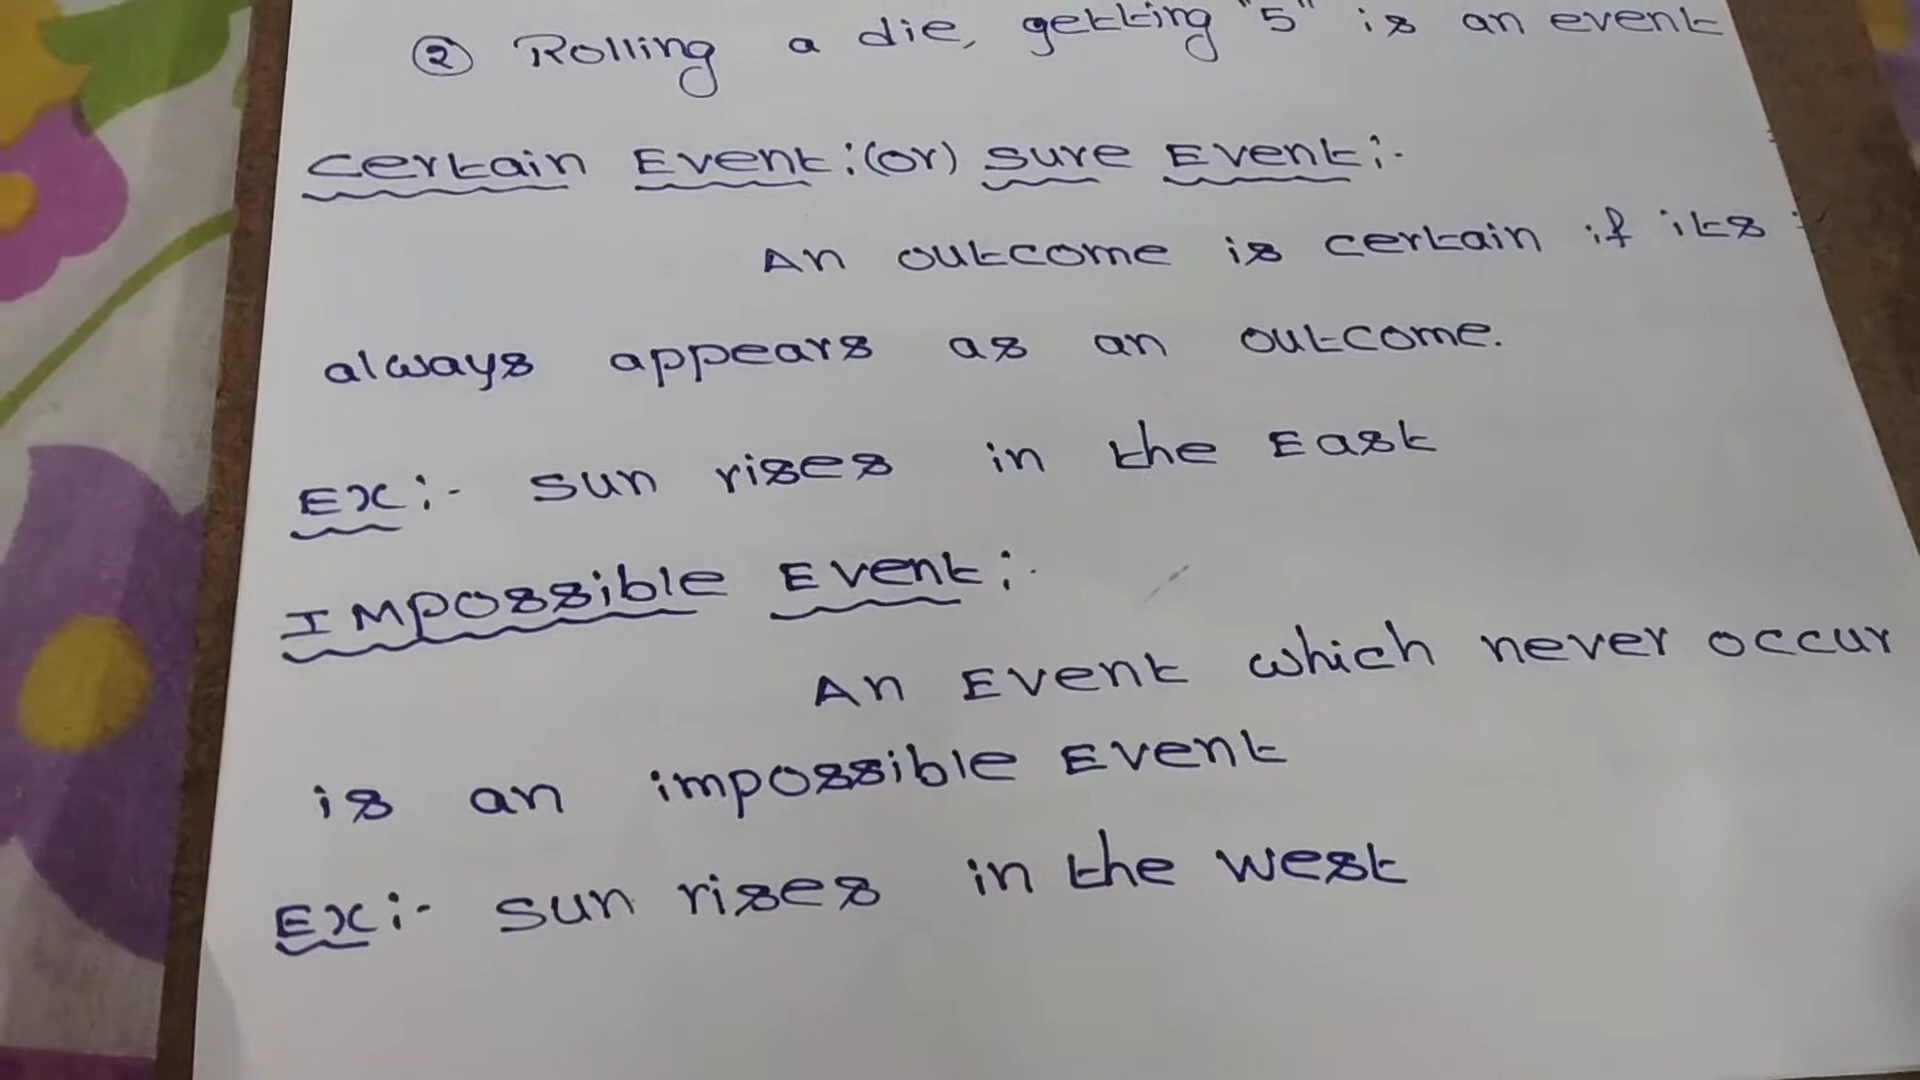 ② Rolling a die, getting "5" is an event
Certain Event:(or) Sure Event:-
An outcome is certain if its
always appears as an outcome.
Ex:- Sun rises in the East
Impossible Event:-
An Event which never occur
is an impossible Event
Ex:- Sun rises in the west